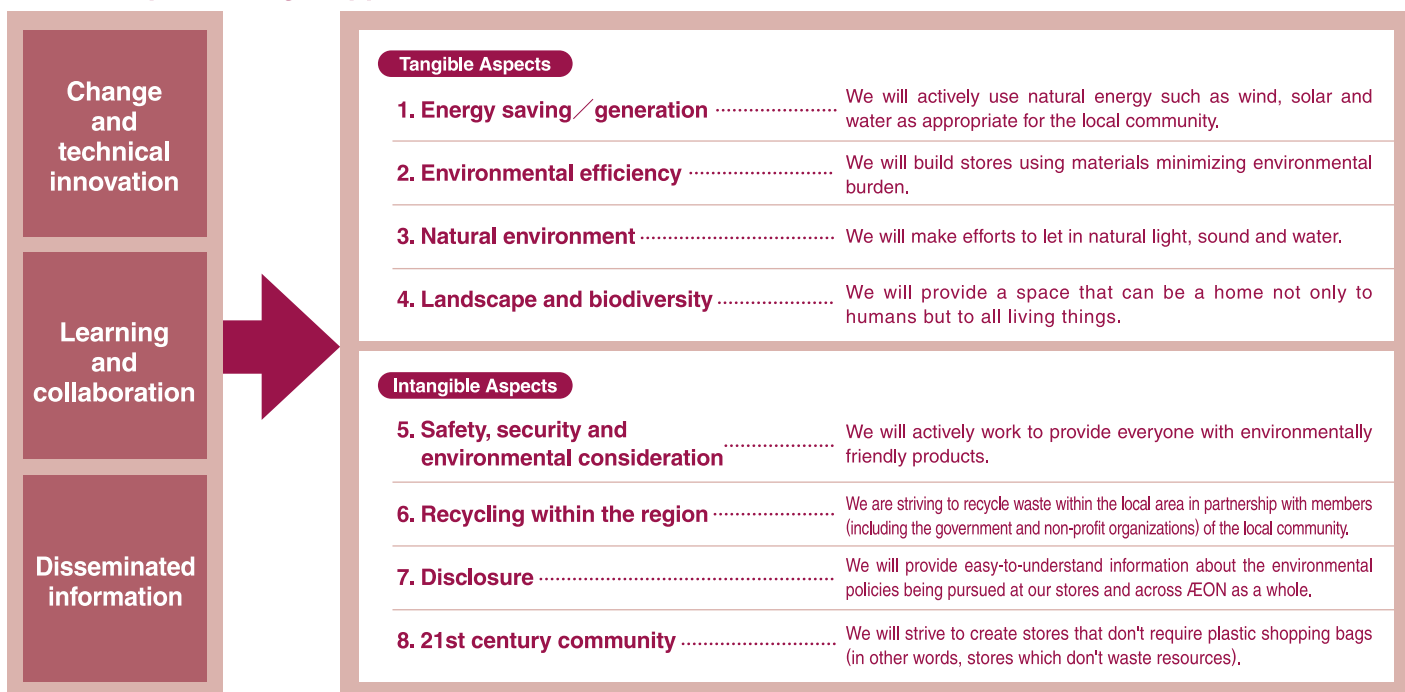 Change
and
technical
innovation
Learning
and
collaboration
Disseminated
information
Tangible Aspects
1. Energy saving／generation ...................... We will actively use natural energy such as wind, solar and
water as appropriate for the local community.
2. Environmental efficiency .......................... We will build stores using materials minimizing environmental
burden.
3. Natural environment ................................... We will make efforts to let in natural light, sound and water.
4. Landscape and biodiversity ..................... We will provide a space that can be a home not only to
humans but to all living things.
Intangible Aspects
5. Safety, security and
environmental consideration .................... We will actively work to provide everyone with environmentally
friendly products.
6. Recycling within the region ...................... We are striving to recycle waste within the local area in partnership with members
(including the government and non-profit organizations) of the local community.
7. Disclosure ..................................................... We will provide easy-to-understand information about the environmental
policies being pursued at our stores and across ÆON as a whole.
8. 21st century community ............................ We will strive to create stores that don't require plastic shopping bags
(in other words, stores which don't waste resources).